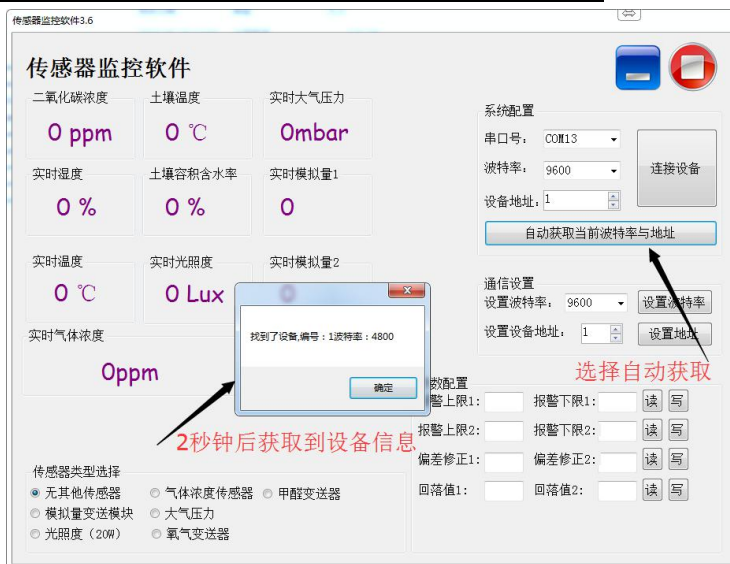 传感器监控软件3.6
传感器监控软件
二氧化碳浓度
0 ppm
土壤温度
0 ℃
实时大气压力
0mbar
实时湿度
0 %
土壤容积含水率
0 %
实时模拟量1
0
实时温度
0 ℃
实时光照度
0 Lux
实时模拟量2
0
实时气体浓度
0ppm
系统配置
串口号: COM13
波特率: 9600
设备地址: 1
连接设备
自动获取当前波特率与地址
通信设置
设置波特率: 9600 设置波特率
设置设备地址: 1 设置地址
选择自动获取
找到了设备,编号：1波特率：4800
确定
2秒钟后获取到设备信息
数配置
警上限1: 报警下限1: 读 写
报警上限2: 报警下限2: 读 写
偏差修正1: 偏差修正2: 读 写
回落值1: 回落值2: 读 写
传感器类型选择
无其他传感器 气体浓度传感器 甲醛变送器
模拟量变送模块 大气压力
光照度（20W） 氧气变送器